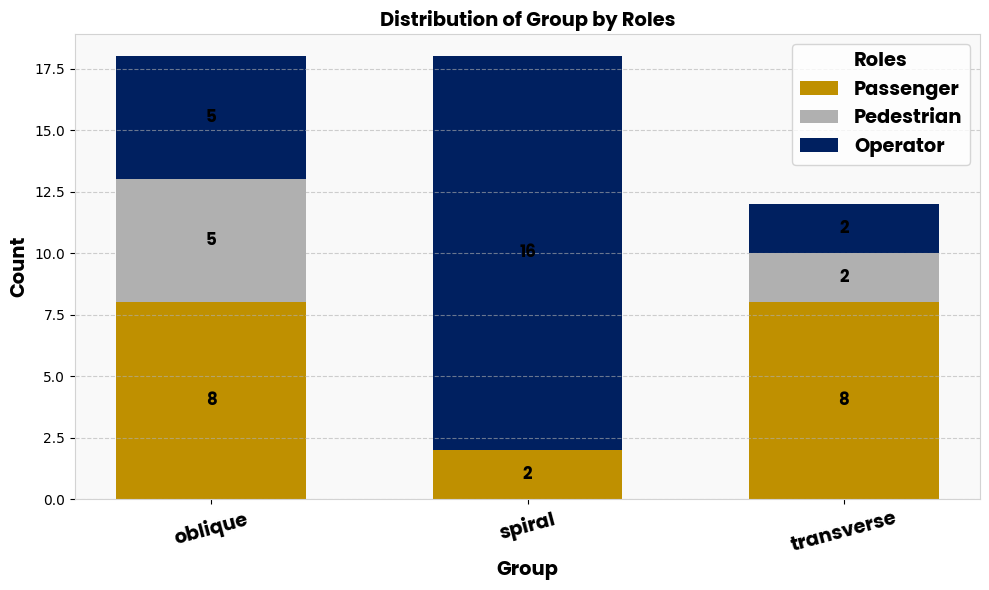 Distribution of Group by Roles
Roles
Passenger
Pedestrian
Operator
Count
17.5
15.0
12.5
10.0
7.5
5.0
2.5
0.0
5
5
8
16
2
2
2
8
oblique
spiral
transverse
Group